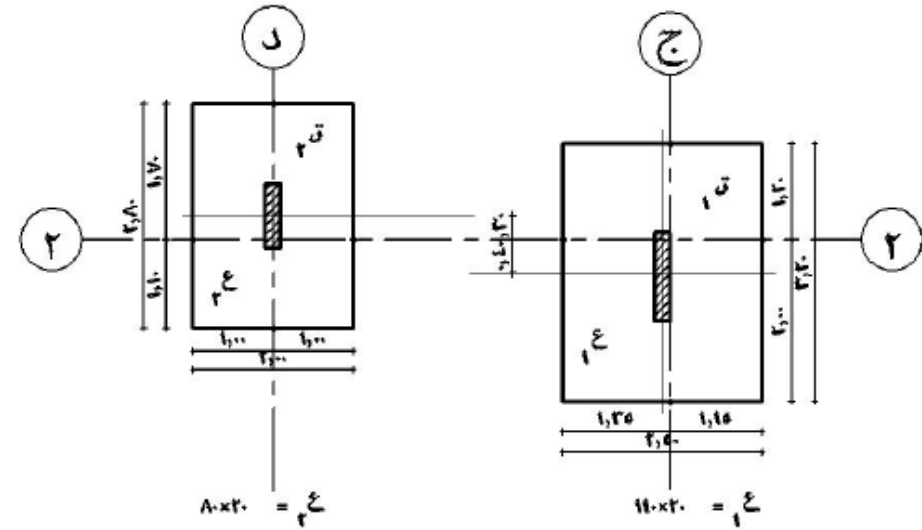 د
ج
ت٢
١,٧٠
٢,٨٠
١,١٠
ع٢
٢
ت١
١,٢٠
٣,٢٠
٢,٠٠
ع١
٢
٠,٣٠
٠,٤٠
١,٠٠ ١,٠٠
٢,٠٠
١,٣٥ ١,١٥
٢,٥٠
ع٢ = ٢٠×٨٠
ع١ = ٢٠×١١٠